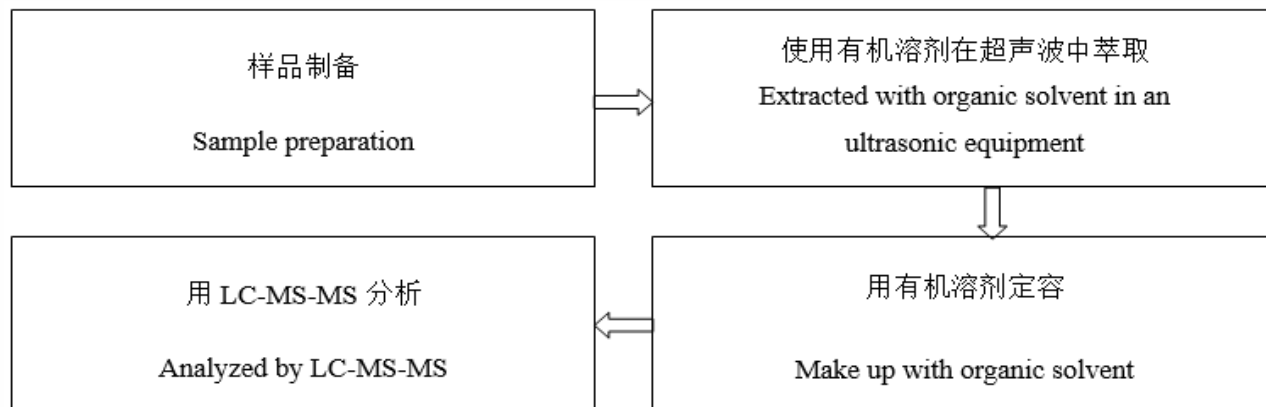 样品制备
Sample preparation
使用有机溶剂在超声波中萃取
Extracted with organic solvent in an
ultrasonic equipment
用有机溶剂定容
Make up with organic solvent
用 LC-MS-MS 分析
Analyzed by LC-MS-MS